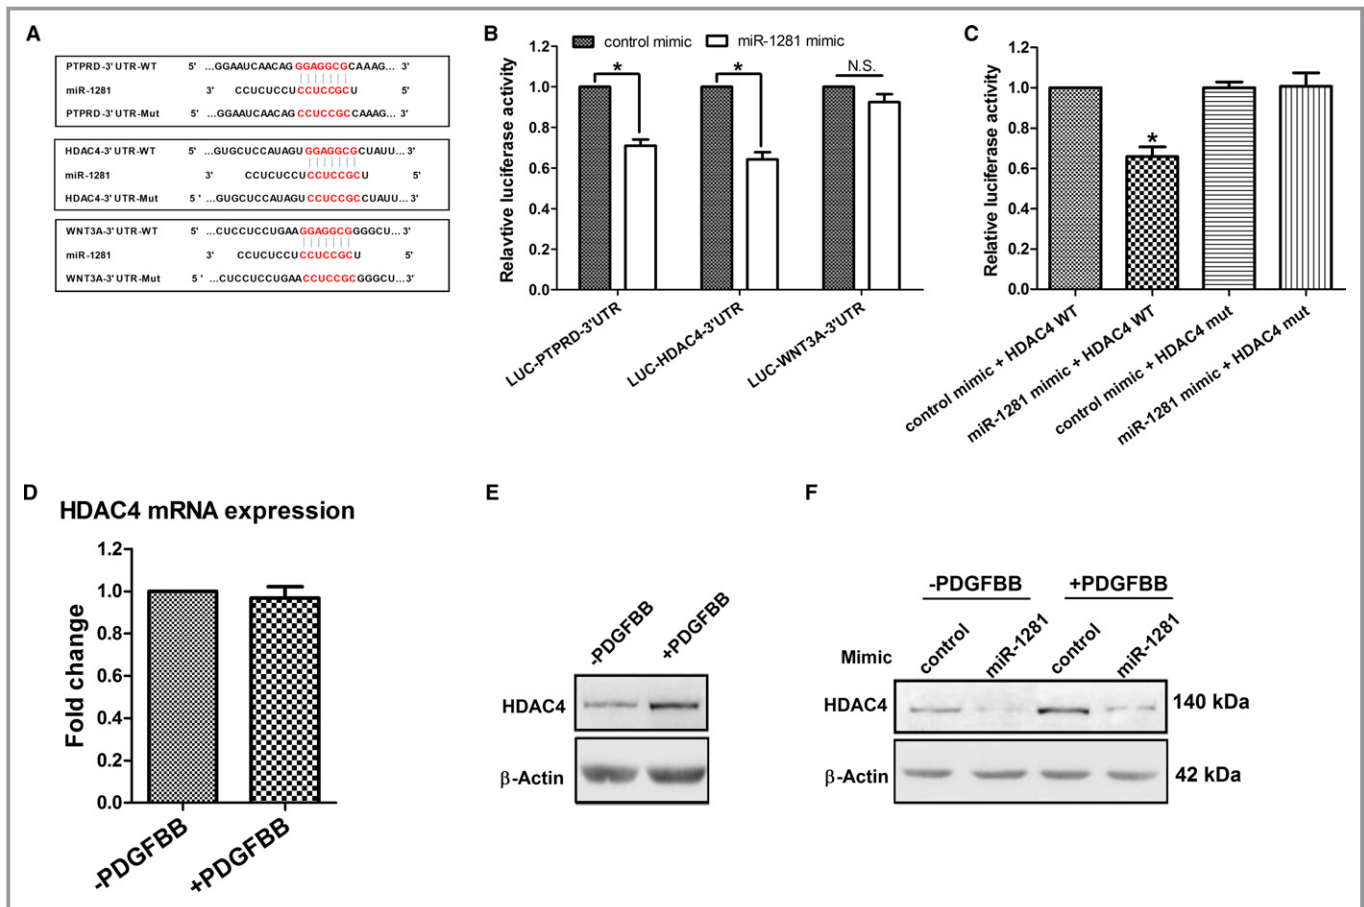 A
PTPRD-3'UTR-WT 5' ...GGAAUCAACAG GGAGGCG CAAAG... 3'
miR-1281 3' CCUCUCCU CCUCCGC U 5'
PTPRD-3'UTR-Mut 5' ...GGAAUCAACAG CCUCCGC CAAAG... 3'
HDAC4-3'UTR-WT 5' ...GUGCUCCAUAGU GGAGGCG CUAUU... 3'
miR-1281 3' CCUCUCCU CCUCCGC U 5'
HDAC4-3'UTR-Mut 5' ...GUGCUCCAUAGU CCUCCGC CUAUU... 3'
WNT3A-3'UTR-WT 5' ...CUCCUCCUGAA GGAGGCG GGGCU... 3'
miR-1281 3' CCUCUCCU CCUCCGC U 5'
WNT3A-3'UTR-Mut 5' ...CUCCUCCUGAA CCUCCGC GGGCU... 3'
B
control mimic miR-1281 mimic
Relavtive luciferase activity
1.2
1.0
0.8
0.6
0.4
0.2
0.0
* * N.S.
LUC-PTPRD-3'UTR
LUC-HDAC4-3'UTR
LUC-WNT3A-3'UTR
C
Relative luciferase activity
1.2
1.0
0.8
0.6
0.4
0.2
0.0
*
control mimic + HDAC4 WT
miR-1281 mimic + HDAC4 WT
control mimic + HDAC4 mut
miR-1281 mimic + HDAC4 mut
D
HDAC4 mRNA expression
Fold change
1.2
1.0
0.8
0.6
0.4
0.2
0.0
-PDGFBB
+PDGFBB
E
-PDGFBB
+PDGFBB
HDAC4
β-Actin
F
-PDGFBB +PDGFBB
Mimic control miR-1281 control miR-1281
HDAC4 140 kDa
β-Actin 42 kDa